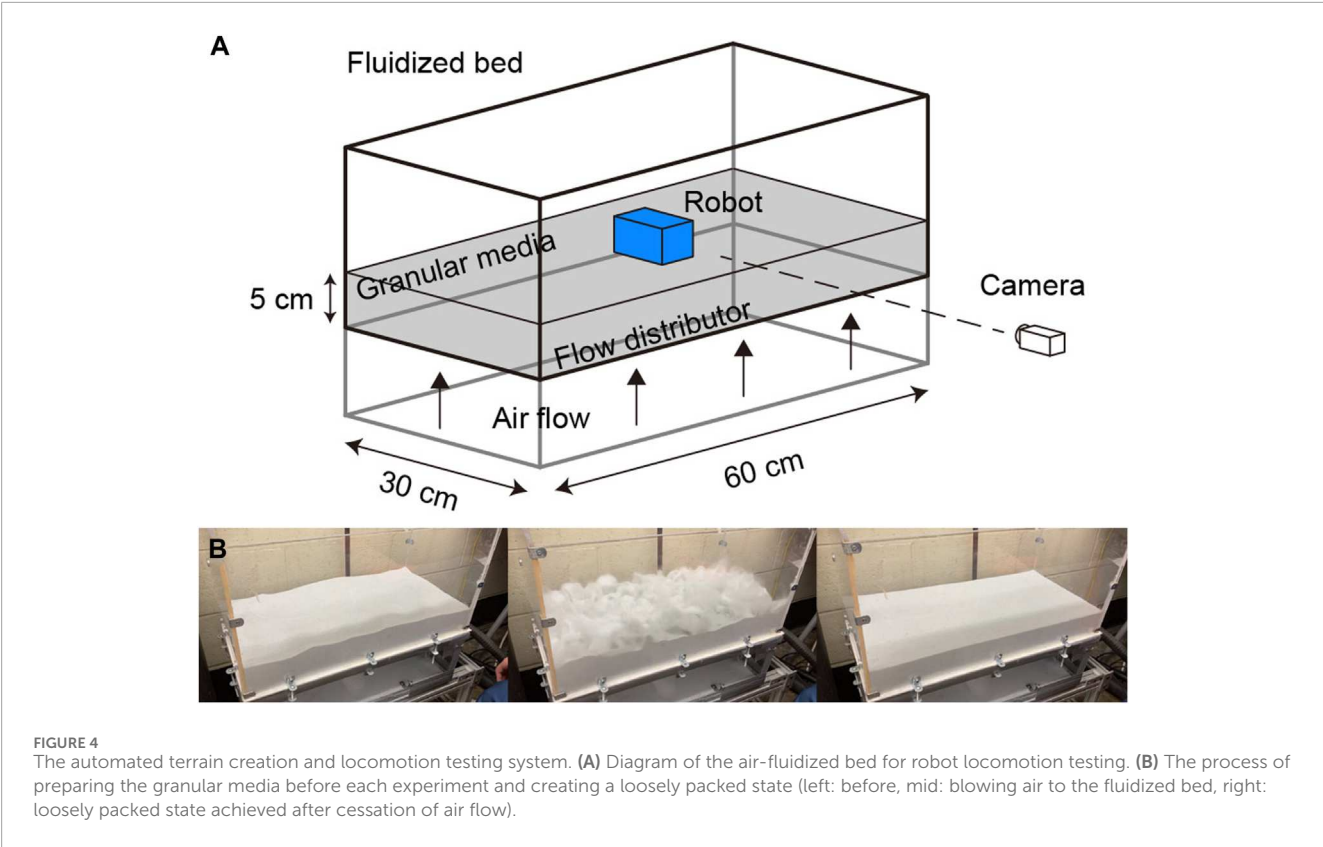 A
Fluidized bed
Robot
Granular media
5 cm
Camera
Flow distributor
Air flow
30 cm
60 cm
B
FIGURE 4
The automated terrain creation and locomotion testing system. (A) Diagram of the air-fluidized bed for robot locomotion testing. (B) The process of
preparing the granular media before each experiment and creating a loosely packed state (left: before, mid: blowing air to the fluidized bed, right:
loosely packed state achieved after cessation of air flow).